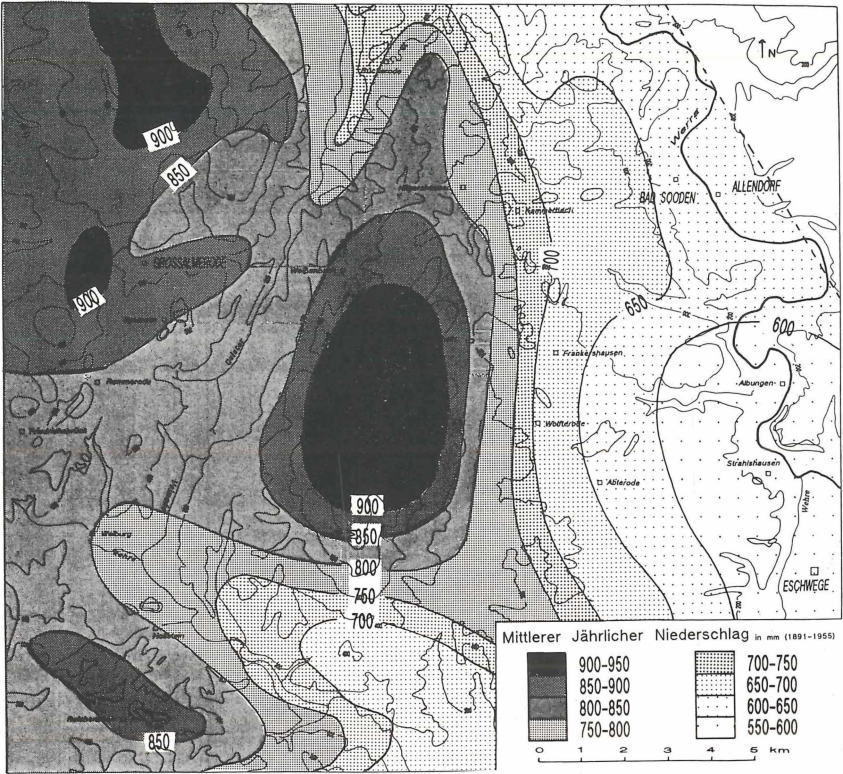 N
Werra
900
850
ALLENDORF
BAD SOODEN
Kammerbach
GROSSALMERODE
700
900
650
600
Frankershausen
Rommerode
Albungen
Wolfterode
Strahlshausen
Abterode
Wehre
900
850
Walburg
Wehre
800
ESCHWEGE
750
700
850
Mittlerer Jährlicher Niederschlag in mm (1891-1955)
900-950 700-750
850-900 650-700
800-850 600-650
750-800 550-600
0 1 2 3 4 5 km